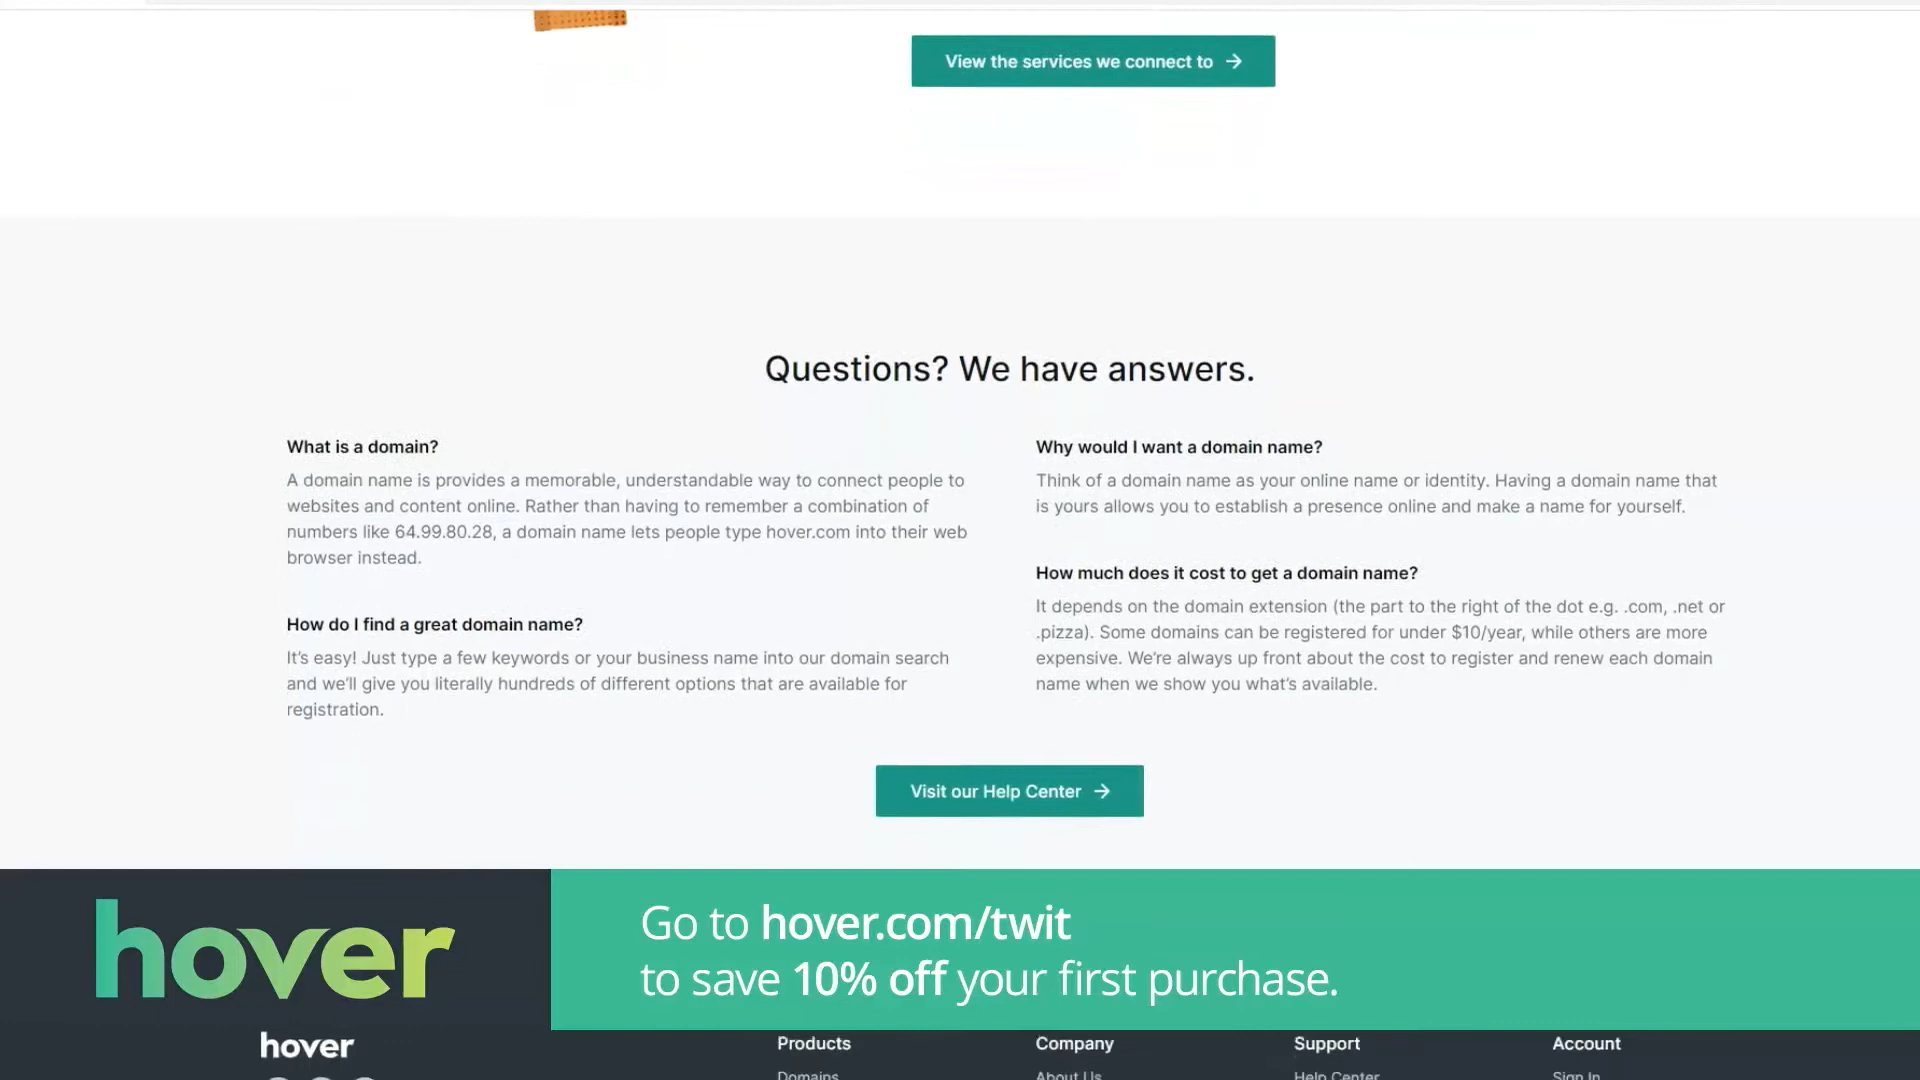 View the services we connect to
Questions? We have answers.
What is a domain?
A domain name is provides a memorable, understandable way to connect people to
websites and content online. Rather than having to remember a combination of
numbers like 64.99.80.28, a domain name lets people type hover.com into their web
browser instead.
How do I find a great domain name?
It's easy! Just type a few keywords or your business name into our domain search
and we'll give you literally hundreds of different options that are available for
registration.
Why would I want a domain name?
Think of a domain name as your online name or identity. Having a domain name that
is yours allows you to establish a presence online and make a name for yourself.
How much does it cost to get a domain name?
It depends on the domain extension (the part to the right of the dot e.g. .com, .net or
.pizza). Some domains can be registered for under $10/year, while others are more
expensive. We're always up front about the cost to register and renew each domain
name when we show you what's available.
Visit our Help Center
hover
Go to hover.com/twit
to save 10% off your first purchase.
hover
Products
Company
Support
Account
Domains
About Us
Help Center
Sign In